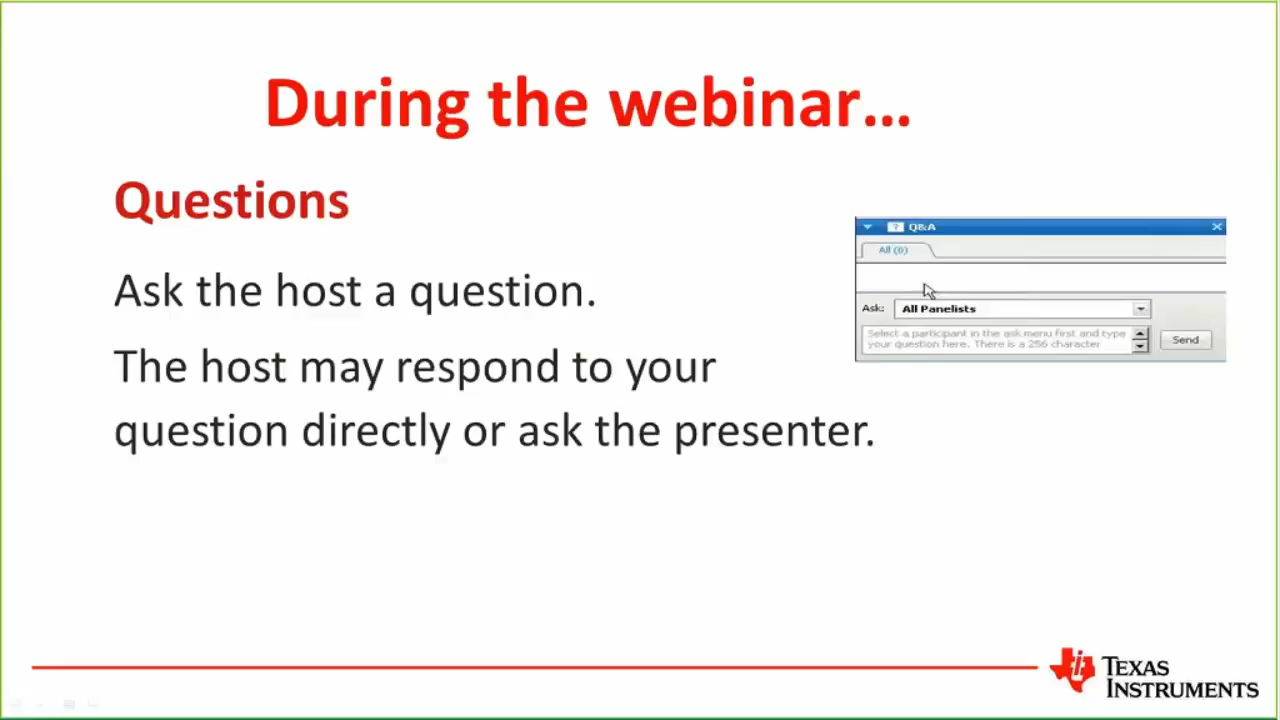 During the webinar...
Questions
Ask the host a question.
The host may respond to your
question directly or ask the presenter.
? Q&A
All (0)
Ask: All Panelists
Select a participant in the ask menu first and type
your question here. There is a 256 character
Send
TEXAS
INSTRUMENTS